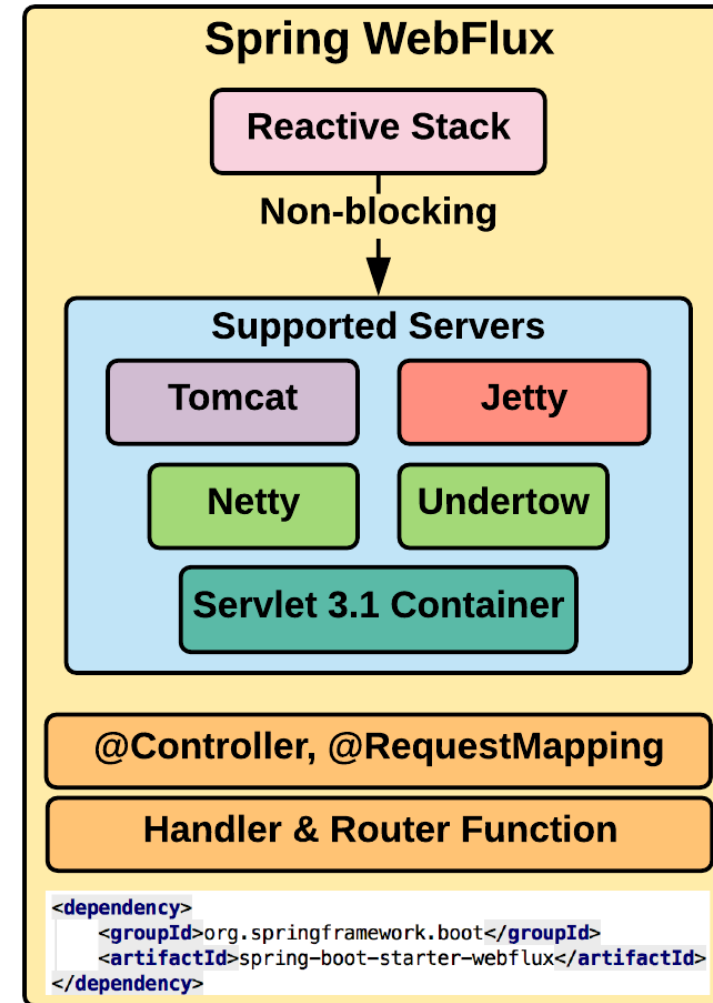 Spring WebFlux
Reactive Stack
Non-blocking
Supported Servers
Tomcat
Jetty
Netty
Undertow
Servlet 3.1 Container
@Controller, @RequestMapping
Handler & Router Function
<dependency>
    <groupId>org.springframework.boot</groupId>
    <artifactId>spring-boot-starter-webflux</artifactId>
</dependency>